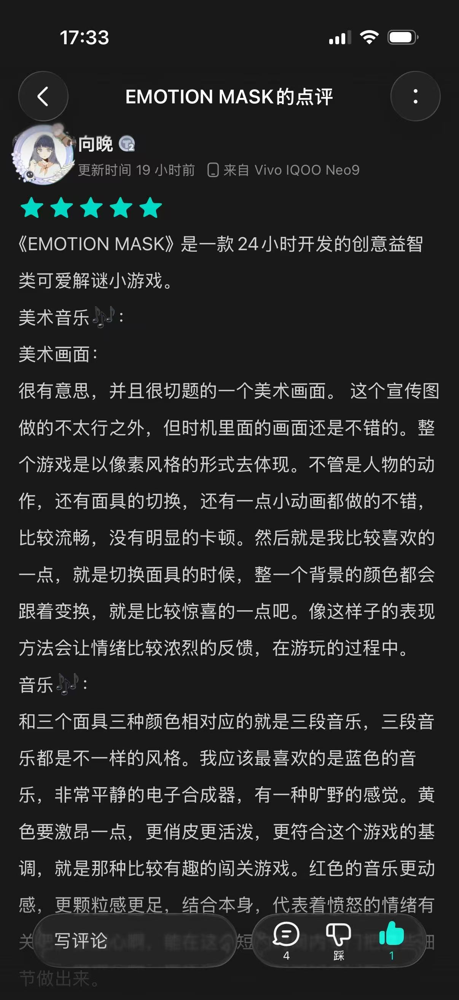 17:33
EMOTION MASK的点评
向晚
更新时间 19 小时前 来自 Vivo IQOO Neo9
《EMOTION MASK》是一款24小时开发的创意益智
类可爱解谜小游戏。
美术音乐🎶：
美术画面：
很有意思，并且很切题的一个美术画面。 这个宣传图
做的不太行之外，但时机里面的画面还是不错的。整
个游戏是以像素风格的形式去体现。不管是人物的动
作，还有面具的切换，还有一点小动画都做的不错，
比较流畅，没有明显的卡顿。然后就是我比较喜欢的
一点，就是切换面具的时候，整一个背景的颜色都会
跟着变换，就是比较惊喜的一点吧。像这样子的表现
方法会让情绪比较浓烈的反馈，在游玩的过程中。
音乐🎶：
和三个面具三种颜色相对应的就是三段音乐，三段音
乐都是不一样的风格。我应该最喜欢的是蓝色的音
乐，非常平静的电子合成器，有一种旷野的感觉。黄
色要激昂一点，更俏皮更活泼，更符合这个游戏的基
调，就是那种比较有趣的闯关游戏。红色的音乐更动
感，更颗粒感更足，结合本身，代表着愤怒的情绪有
关 短 细
节做出来。
写评论
4 踩 1